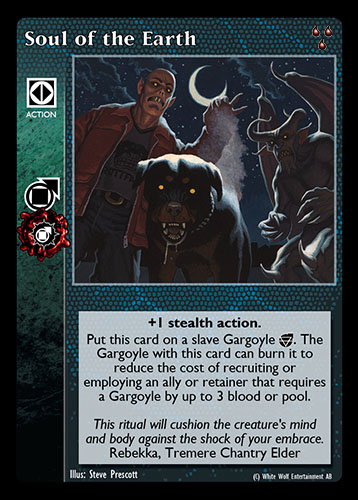 Soul of the Earth
ACTION
+1 stealth action.
Put this card on a slave Gargoyle. The
Gargoyle with this card can burn it to
reduce the cost of recruiting or
employing an ally or retainer that requires
a Gargoyle by up to 3 blood or pool.
This ritual will cushion the creature's mind
and body against the shock of your embrace.
Rebekka, Tremere Chantry Elder
Illus: Steve Prescott
(C) White Wolf Entertainment AB